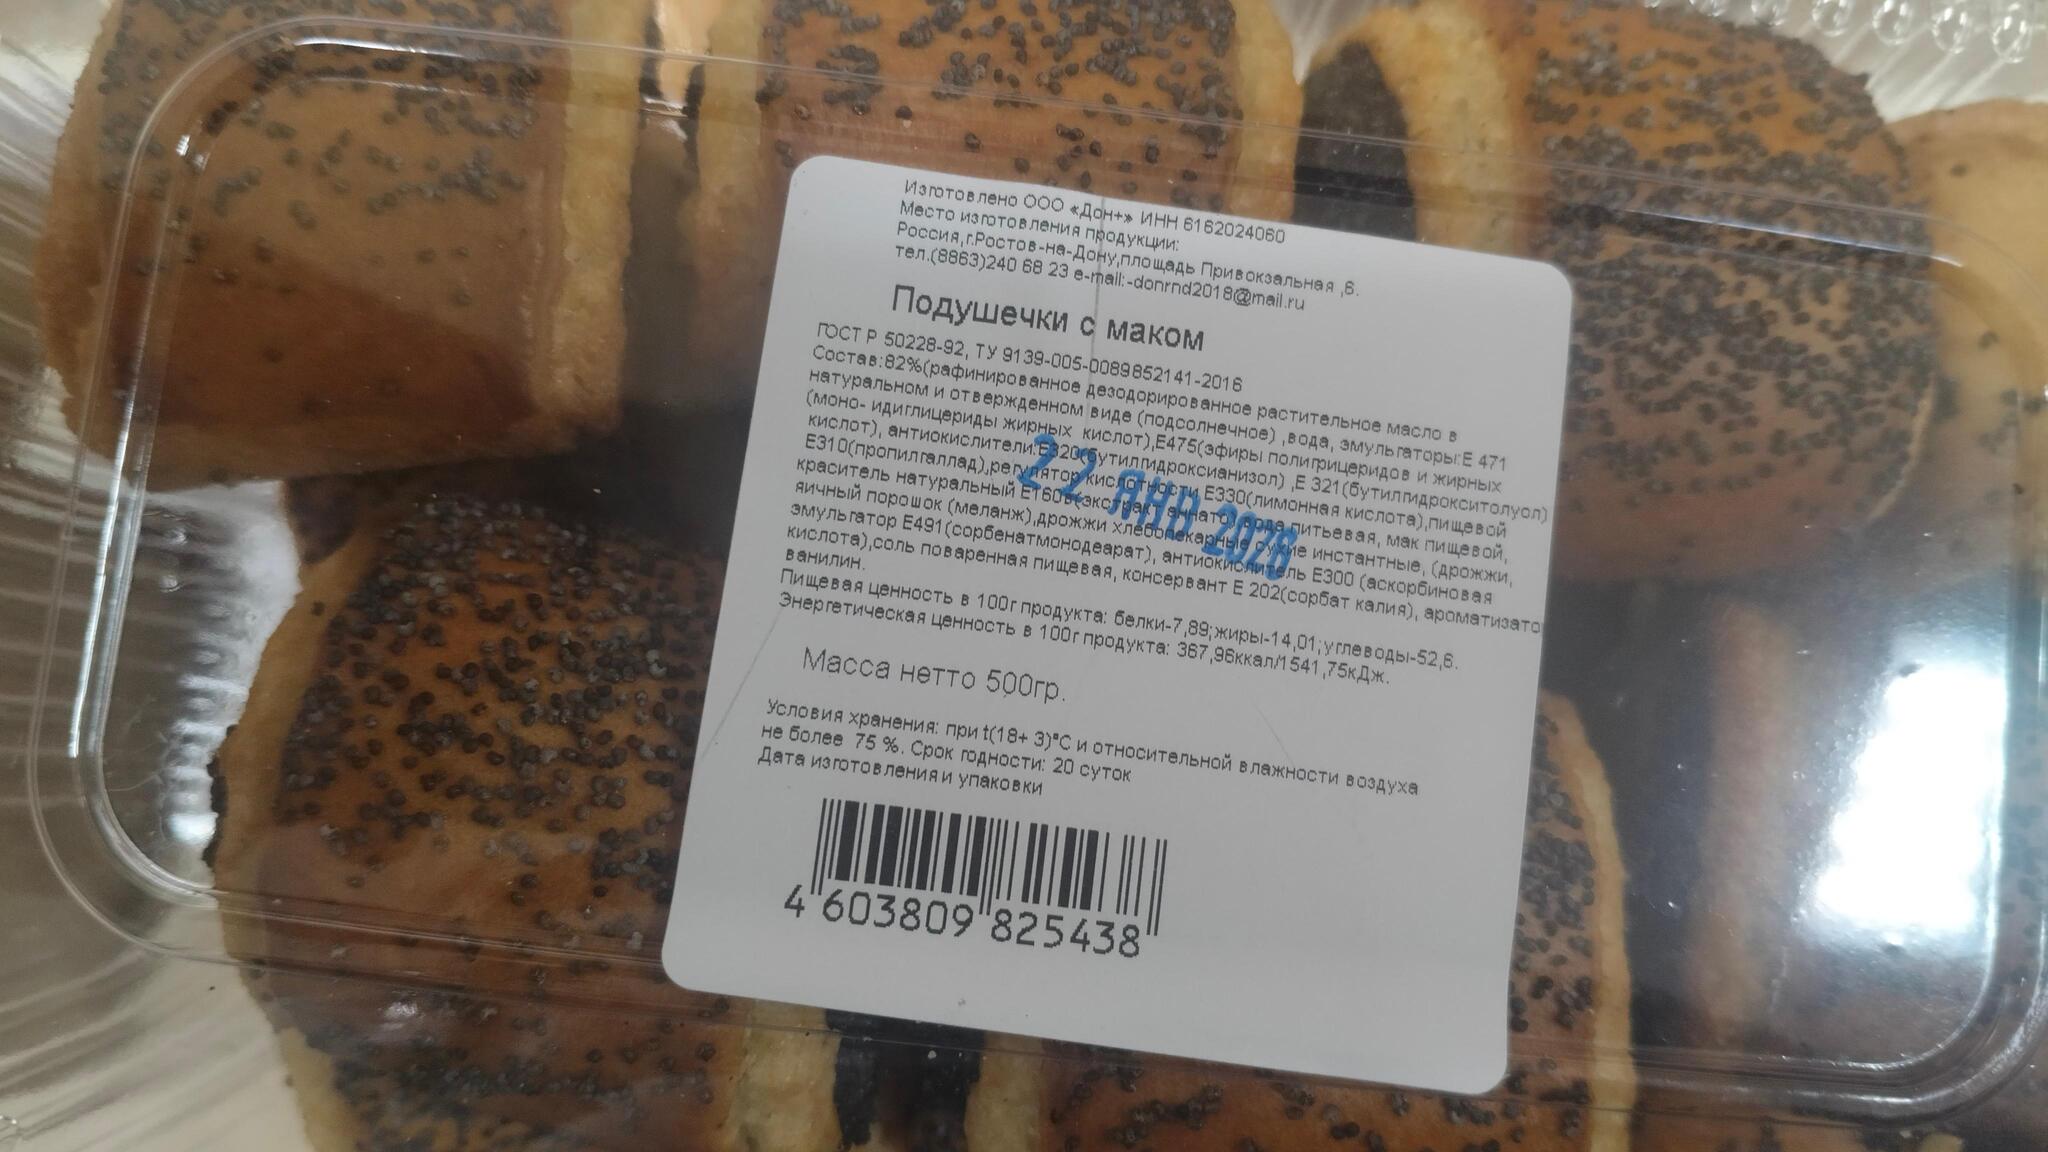 Изготовлено ООО «Дон+» ИНН 6162024060
Место изготовления продукции:
Россия,г.Ростов-на-Дону,площадь Привокзальная ,6.
тел.(8863)240 68 23 e-mail:-donrnd2018@mail.ru
Подушечки с маком
ГОСТ Р 50228-92, ТУ 9139-005-0089852141-2016
Состав:82%(рафинированное дезодорированное растительное масло в
натуральном и отвержденном виде (подсолнечное) ,вода, эмульгаторы:Е 471
(моно- идиглицериды жирных кислот),Е475(эфиры полиглицеридов и жирных
кислот), антиокислители:Е320(бутилгидроксианизол) ,Е 321(бутилгидрокситолуол)
Е310(пропилгаллад),регулятор кислотности Е330(лимонная кислота),пищевой
краситель натуральный Е160в(экстракт аннато),вода питьевая, мак пищевой,
яичный порошок (меланж),дрожжи хлебопекарные сухие инстантные, (дрожжи,
эмульгатор Е491(сорбенатмонодеарат), антиокислитель Е300 (аскорбиновая
кислота),соль поваренная пищевая, консервант Е 202(сорбат калия), ароматизато
ванилин.
22 ЯНВ
Пищевая ценность в 100г продукта: белки-7,89;жиры-14,01;углеводы-52,6.
Энергетическая ценность в 100г продукта: 367,96ккал/1541,75кДж.
Масса нетто 500гр.
Условия хранения: при t(18+ 3)°С и относительной влажности воздуха
не более 75 %. Срок годности: 20 суток
Дата изготовления и упаковки
4 603809 825438